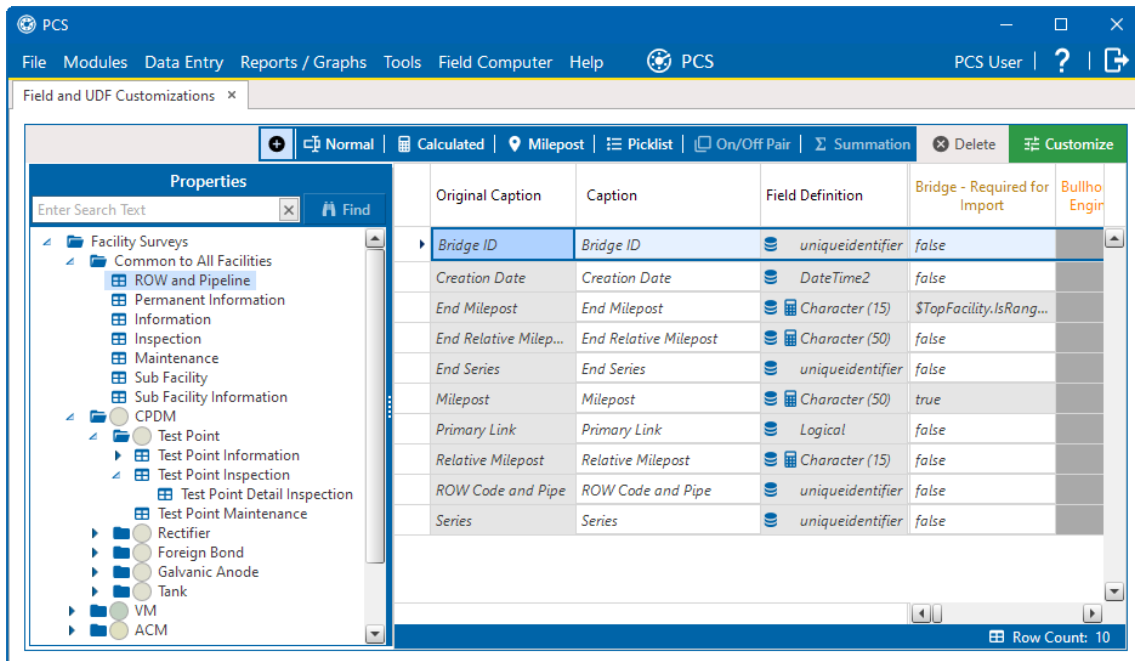 PCS
File Modules Data Entry Reports / Graphs Tools Field Computer Help PCS PCS User | ? |
Field and UDF Customizations ×
Normal | Calculated | Milepost | Picklist | On/Off Pair | Σ Summation Delete Customize
Properties
Enter Search Text × Find
Facility Surveys
Common to All Facilities
ROW and Pipeline
Permanent Information
Information
Inspection
Maintenance
Sub Facility
Sub Facility Information
CPDM
Test Point
Test Point Information
Test Point Inspection
Test Point Detail Inspection
Test Point Maintenance
Rectifier
Foreign Bond
Galvanic Anode
Tank
VM
ACM
Original Caption Caption Field Definition Bridge - Required for Import Bullho Engin
Bridge ID Bridge ID uniqueidentifier false
Creation Date Creation Date DateTime2 false
End Milepost End Milepost Character (15) $TopFacility.IsRang...
End Relative Milep... End Relative Milepost Character (50) false
End Series End Series uniqueidentifier false
Milepost Milepost Character (50) true
Primary Link Primary Link Logical false
Relative Milepost Relative Milepost Character (15) false
ROW Code and Pipe ROW Code and Pipe uniqueidentifier false
Series Series uniqueidentifier false
Row Count: 10